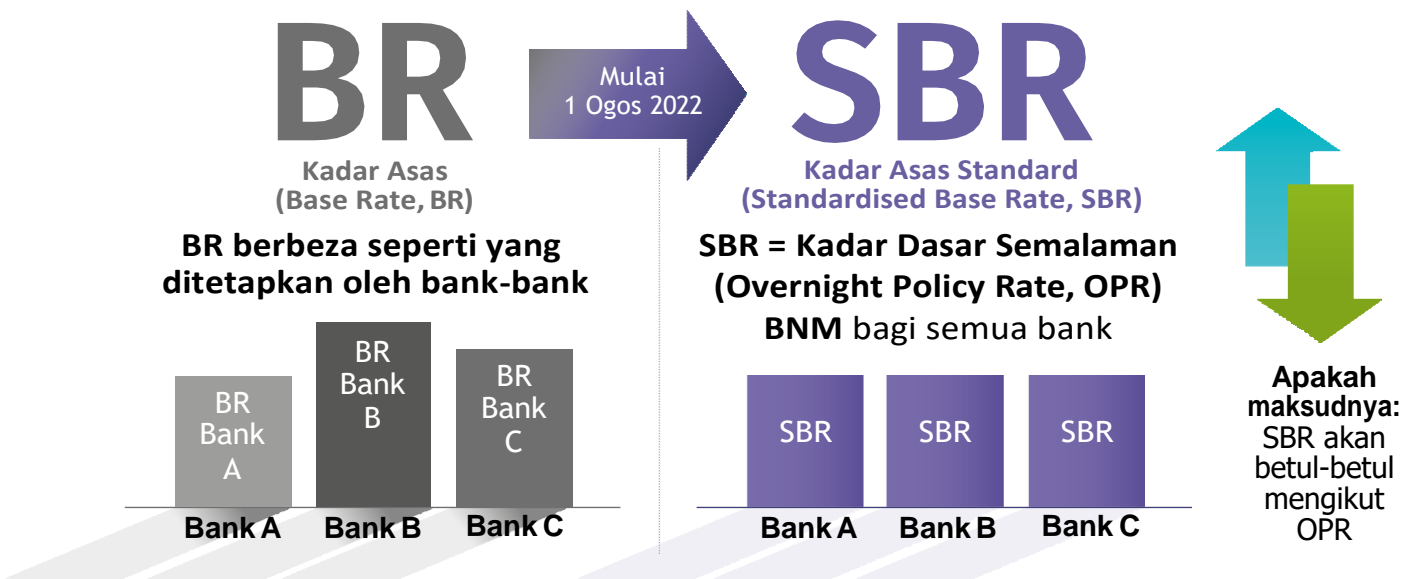 BR
Kadar Asas
(Base Rate, BR)
BR berbeza seperti yang
ditetapkan oleh bank-bank
BR
Bank
A
BR
Bank
B
BR
Bank
C
Bank A
Bank B
Bank C
Mulai
1 Ogos 2022
SBR
Kadar Asas Standard
(Standardised Base Rate, SBR)
SBR = Kadar Dasar Semalaman
(Overnight Policy Rate, OPR)
BNM bagi semua bank
SBR
SBR
SBR
Bank A
Bank B
Bank C
Apakah
maksudnya:
SBR akan
betul-betul
mengikut
OPR